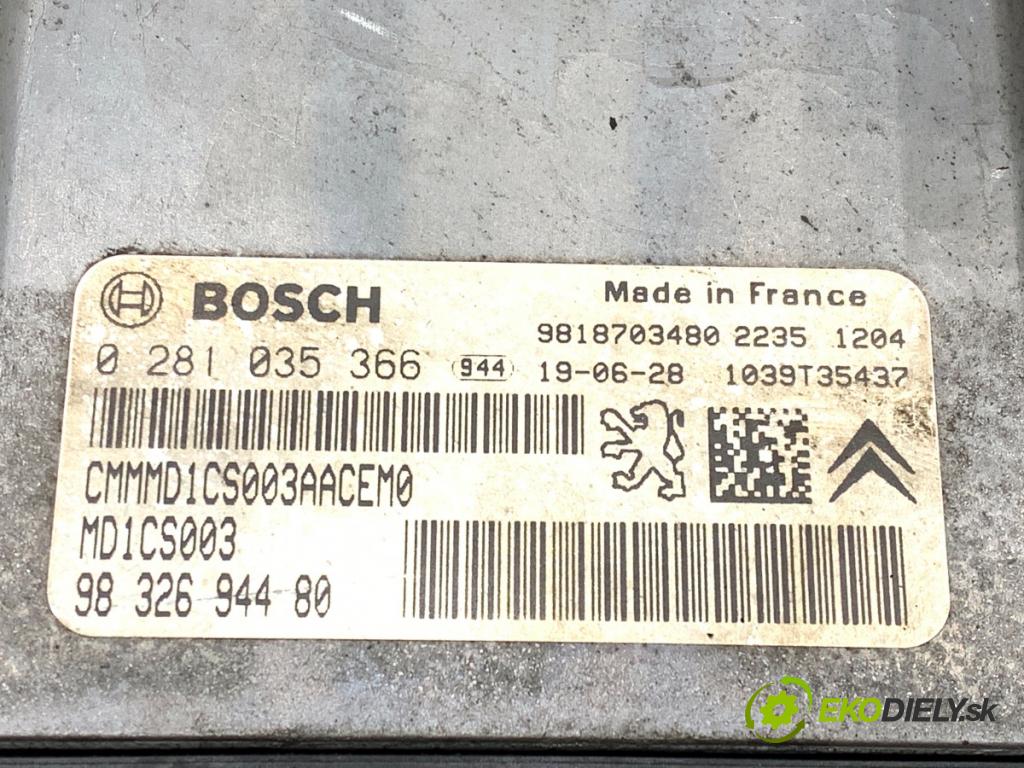 BOSCH
Made in France
9818703480 2235 1204
0 281 035 366 944 19-06-28 1039T35437
CMMMD1CS003AACEM0
MD1CS003
98 326 944 80
EKODIELY.sk